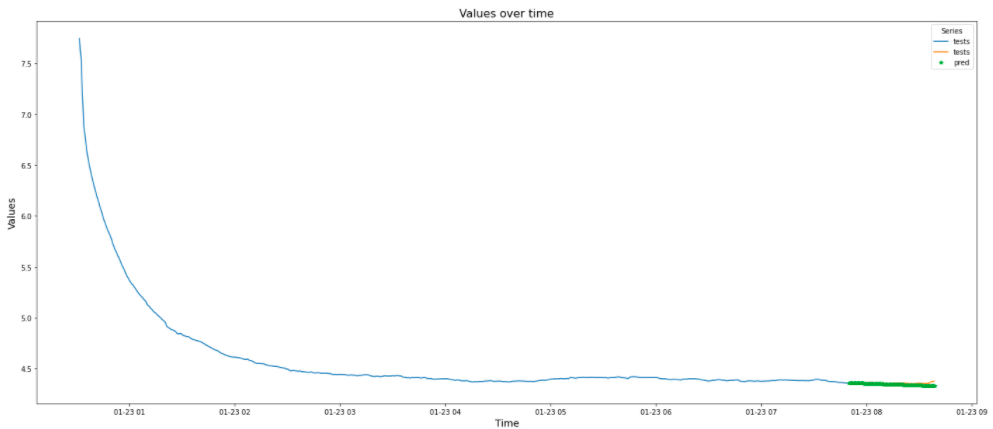 Values over time
Series
tests
tests
pred
7.5
7.0
6.5
6.0
5.5
5.0
4.5
Values
01-23 01
01-23 02
01-23 03
01-23 04
01-23 05
01-23 06
01-23 07
01-23 08
01-23 09
Time